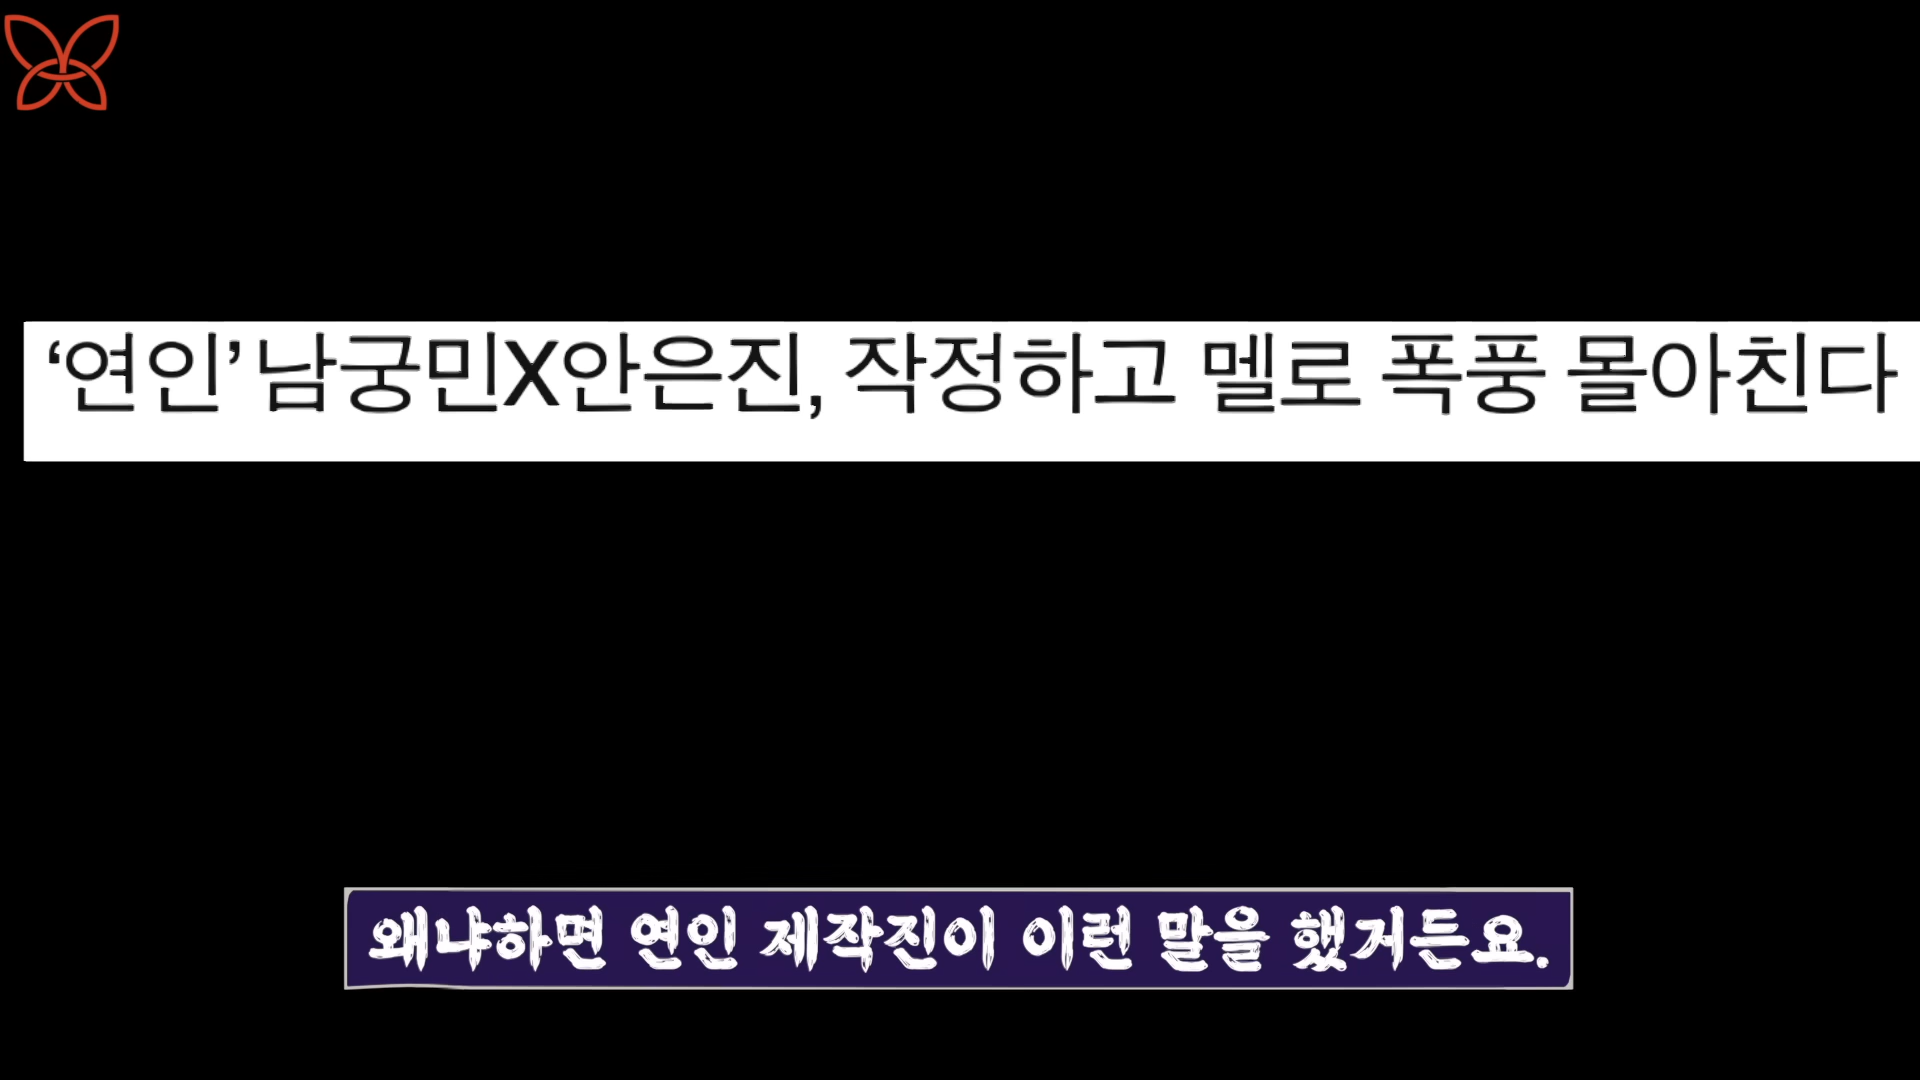 ‘연인’ 남궁민X안은진, 작정하고 멜로 폭풍 몰아친다
왜냐하면 연인 제작진이 이런 말을 했거든요.